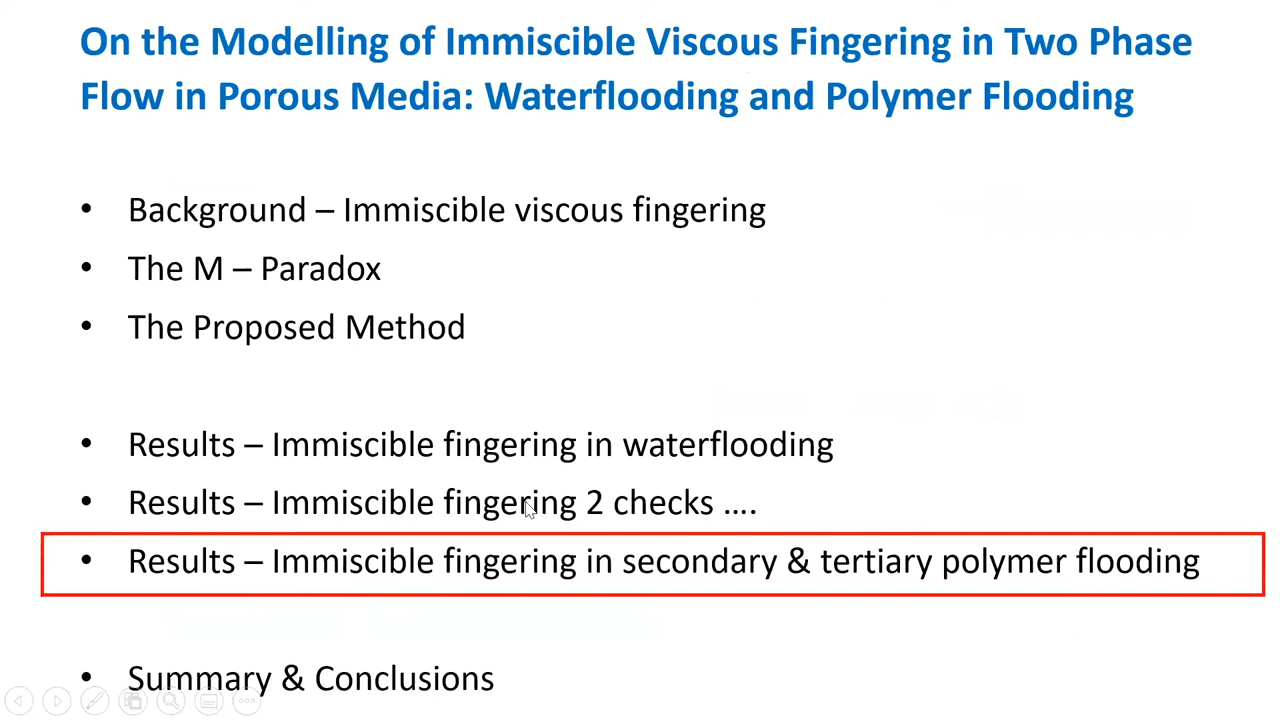 On the Modelling of Immiscible Viscous Fingering in Two Phase
Flow in Porous Media: Waterflooding and Polymer Flooding
• Background – Immiscible viscous fingering
• The M – Paradox
• The Proposed Method
• Results – Immiscible fingering in waterflooding
• Results – Immiscible fingering 2 checks ....
• Results – Immiscible fingering in secondary & tertiary polymer flooding
• Summary & Conclusions